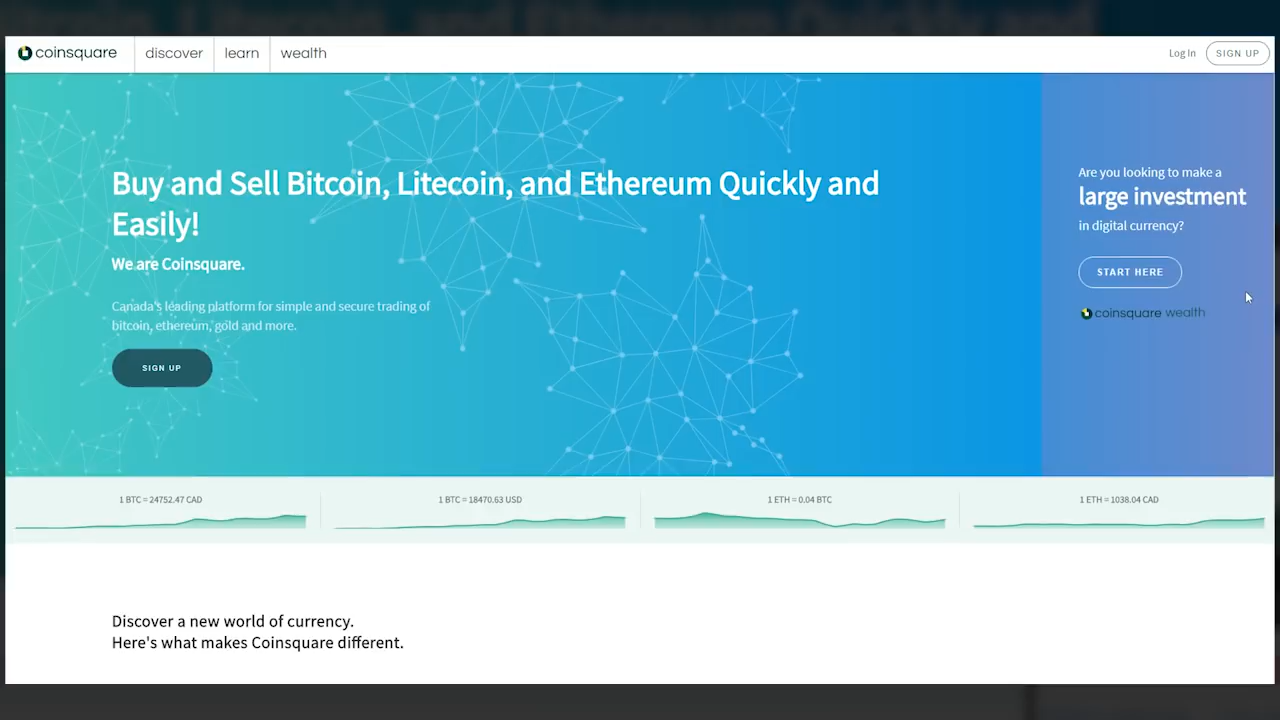 coinsquare
discover
learn
wealth
Log In
SIGN UP
Buy and Sell Bitcoin, Litecoin, and Ethereum Quickly and
Easily!
We are Coinsquare.
Canada's leading platform for simple and secure trading of
bitcoin, ethereum, gold and more.
SIGN UP
Are you looking to make a
large investment
in digital currency?
START HERE
coinsquare wealth
1 BTC = 24752.47 CAD
1 BTC = 18470.63 USD
1 ETH = 0.04 BTC
1 ETH = 1038.04 CAD
Discover a new world of currency.
Here's what makes Coinsquare different.